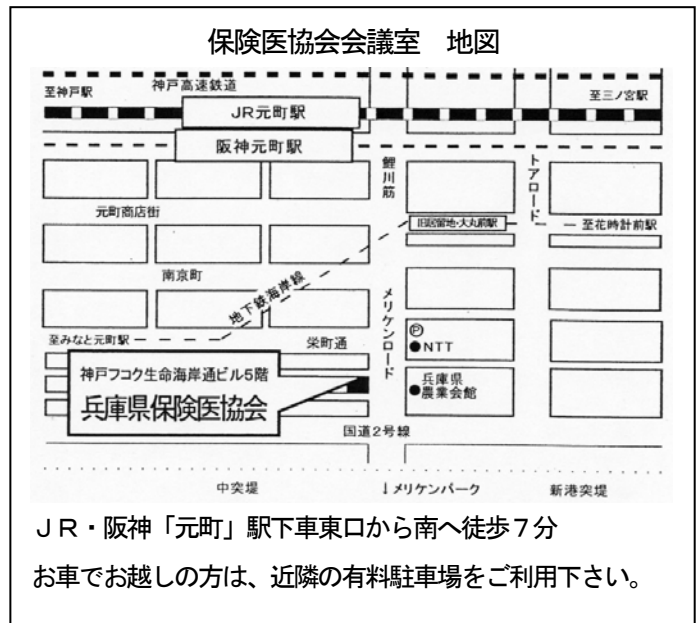 保険医協会会議室　地図
神戸高速鉄道
至神戸駅
至三ノ宮駅
JR元町駅
阪神元町駅
鯉川筋
トアロード
元町商店街
旧居留地・大丸前駅
至花時計前駅
南京町
地下鉄海岸線
メリケンロード
至みなと元町駅
栄町通
Ⓟ
●NTT
神戸フコク生命海岸通ビル5階
兵庫県保険医協会
●兵庫県
農業会館
国道2号線
中突堤
↓メリケンパーク
新港突堤
ＪＲ・阪神「元町」駅下車東口から南へ徒歩７分
お車でお越しの方は、近隣の有料駐車場をご利用下さい。